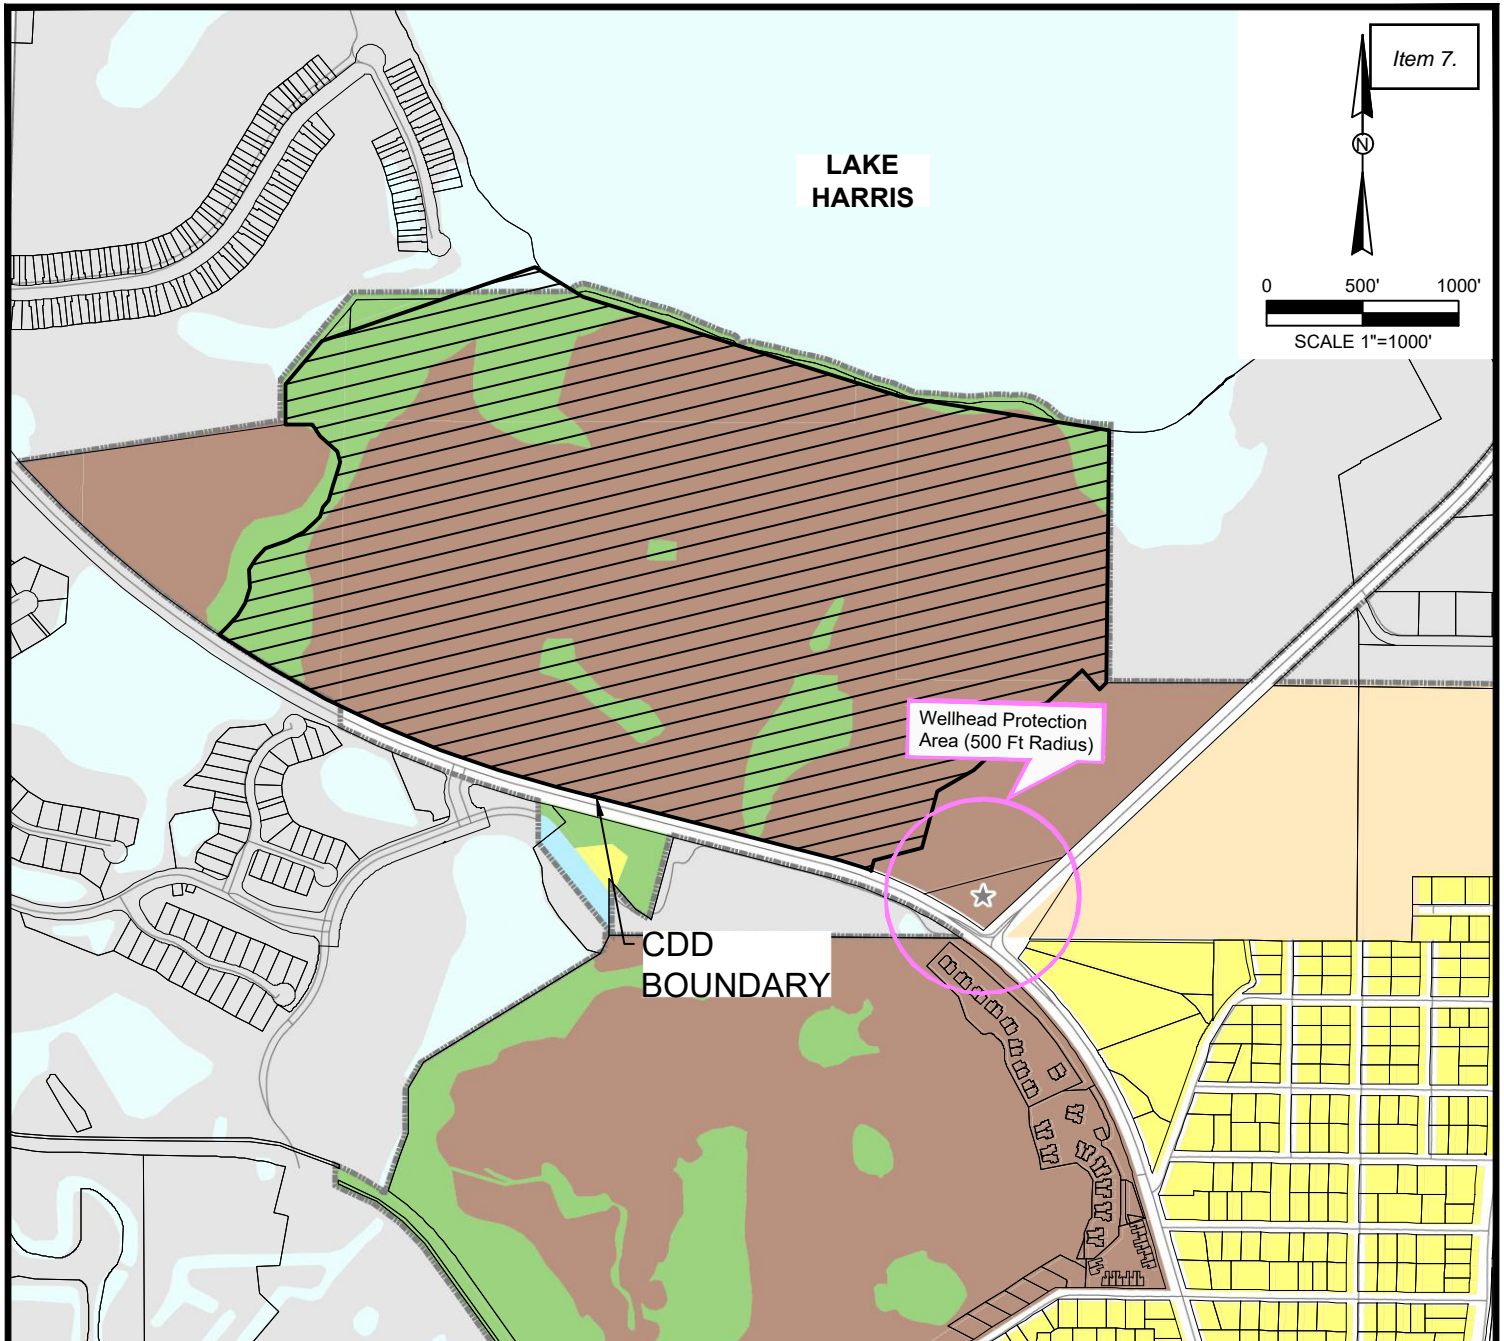 Item 7.
LAKE
HARRIS
N
0 500' 1000'
SCALE 1"=1000'
Wellhead Protection
Area (500 Ft Radius)
CDD
BOUNDARY